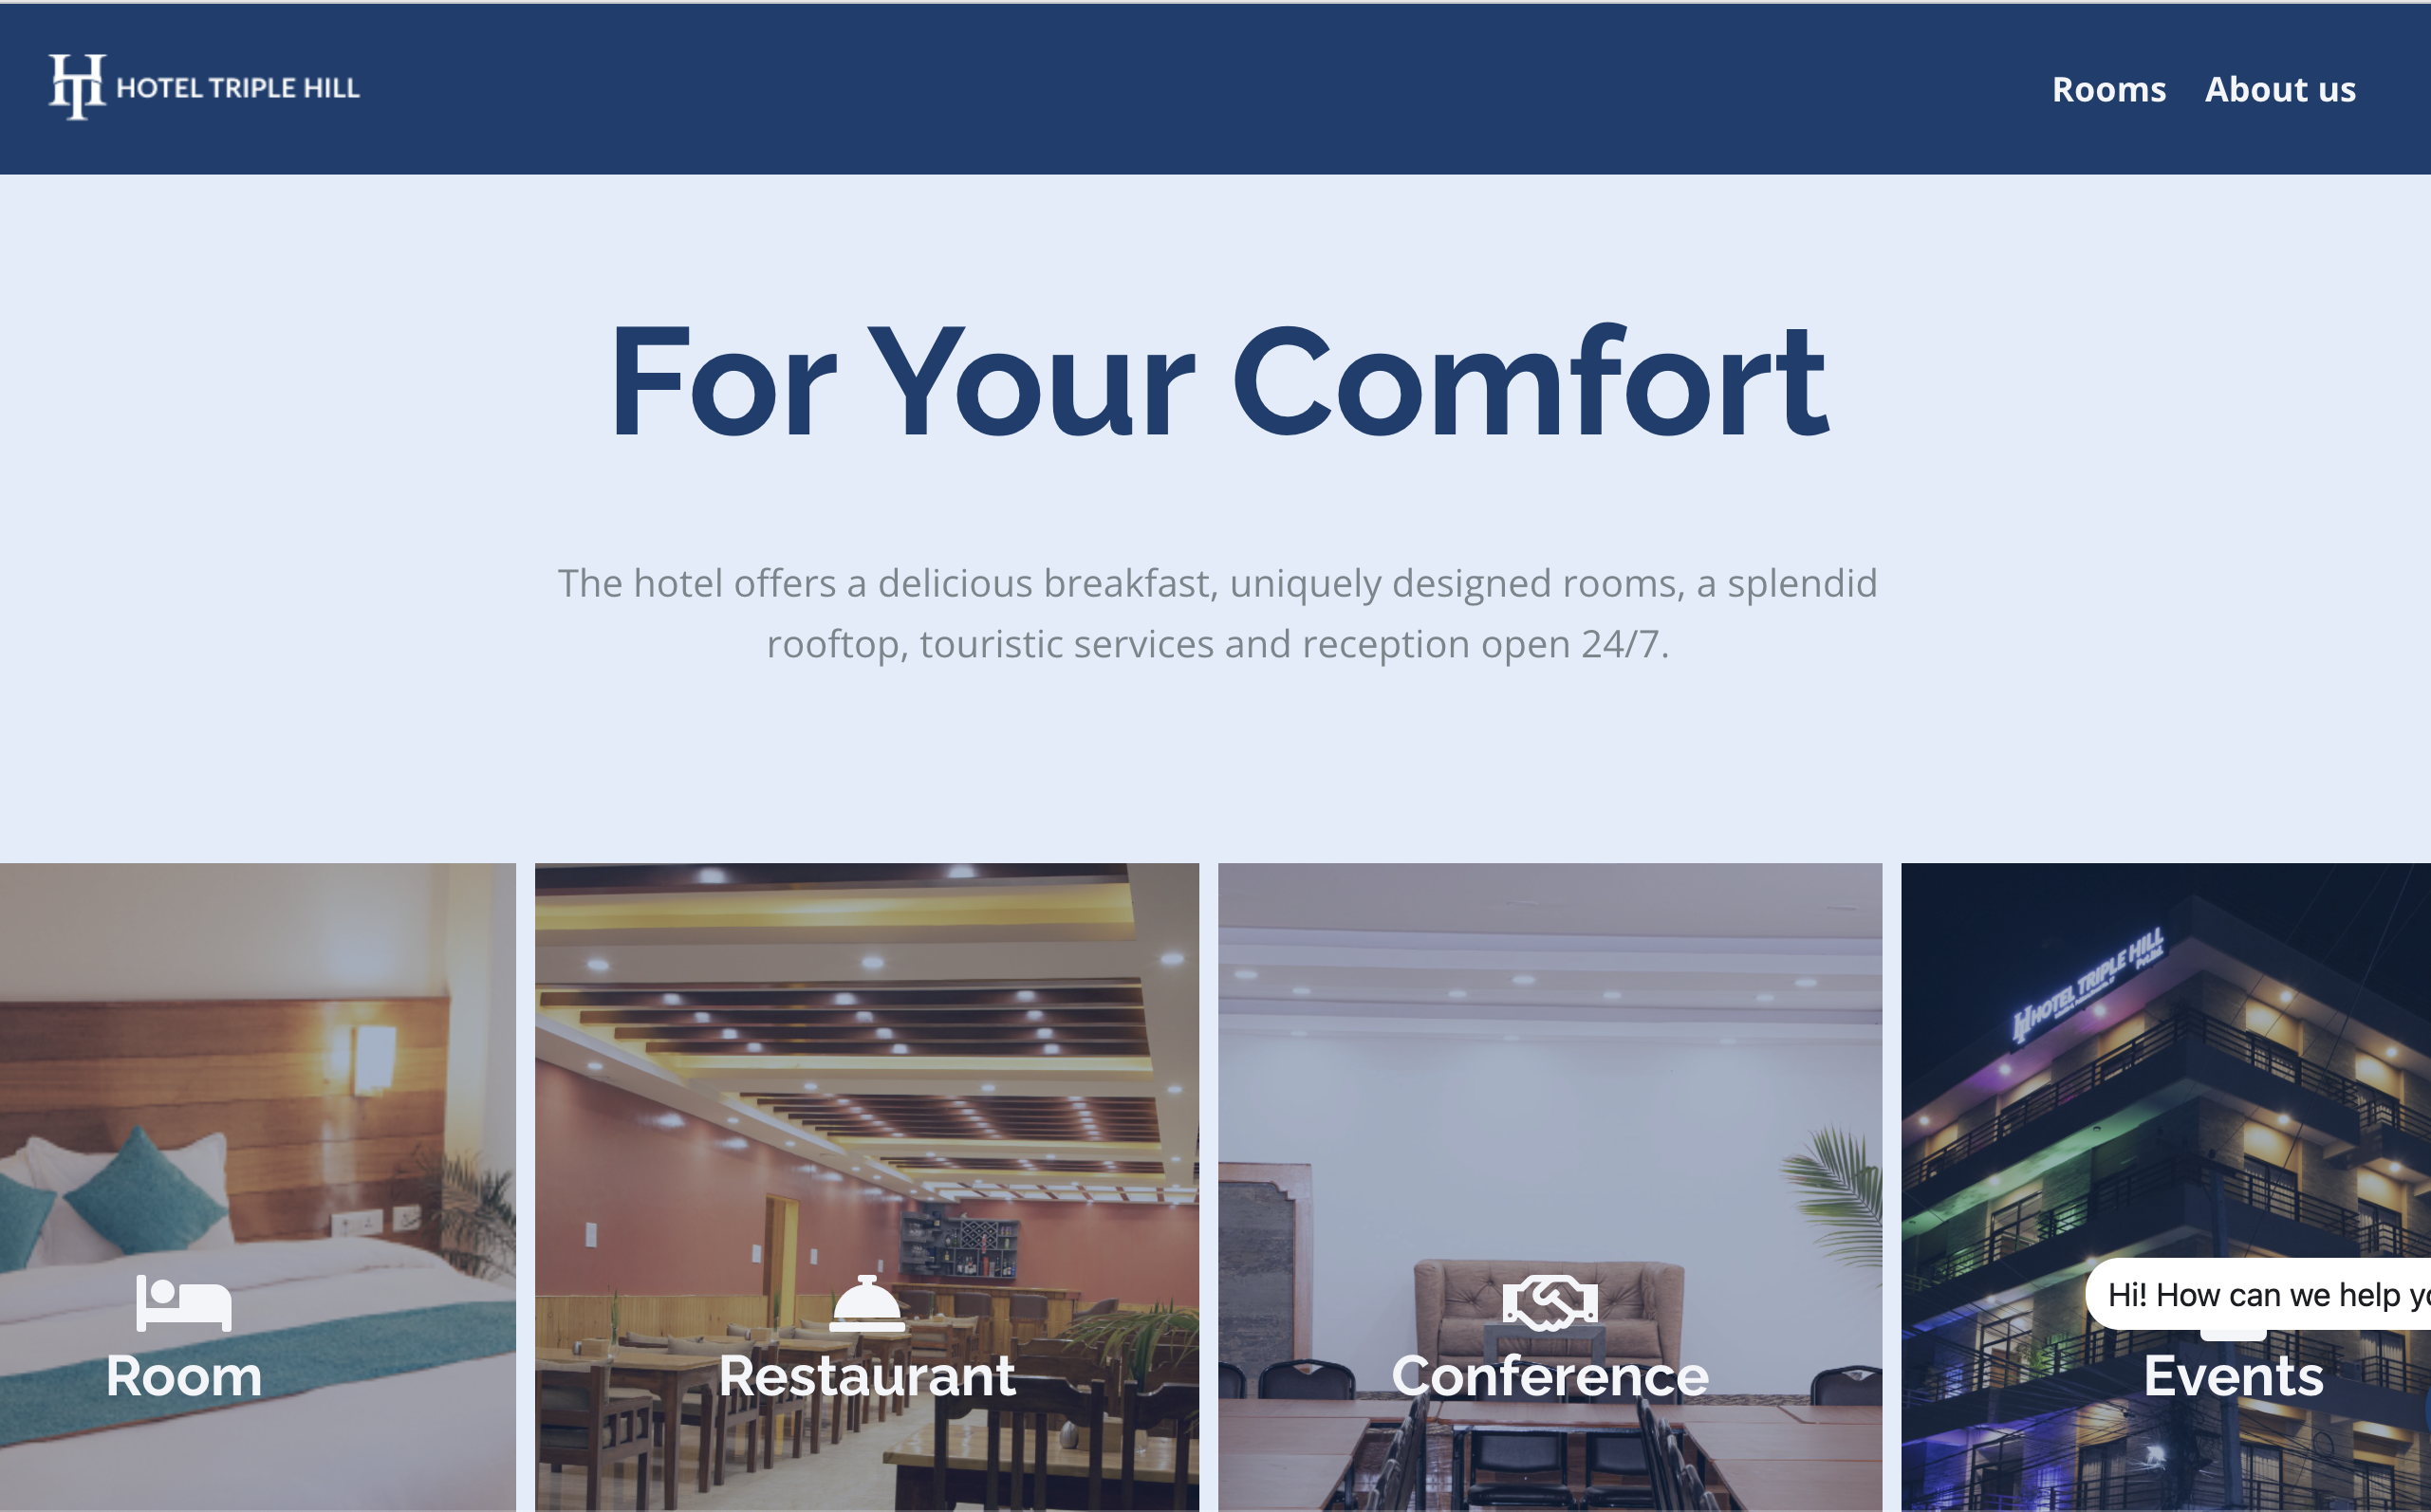 HOTEL TRIPLE HILL
Rooms About us
For Your Comfort
The hotel offers a delicious breakfast, uniquely designed rooms, a splendid
rooftop, touristic services and reception open 24/7.
HOTEL TRIPLE HILL
Pvt.Ltd.
Hi! How can we help
Room Restaurant Conference Events